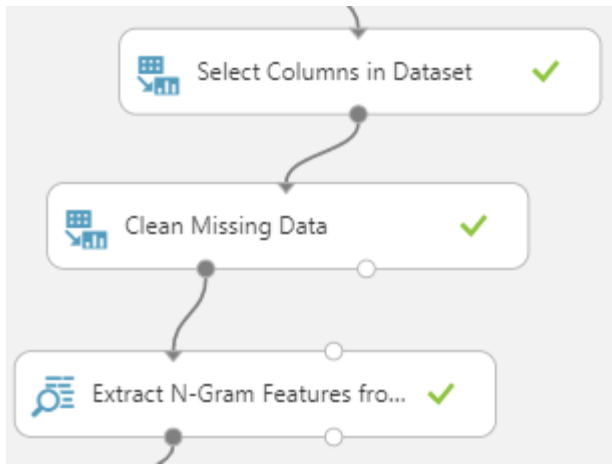 Select Columns in Dataset
Clean Missing Data
Extract N-Gram Features fro...